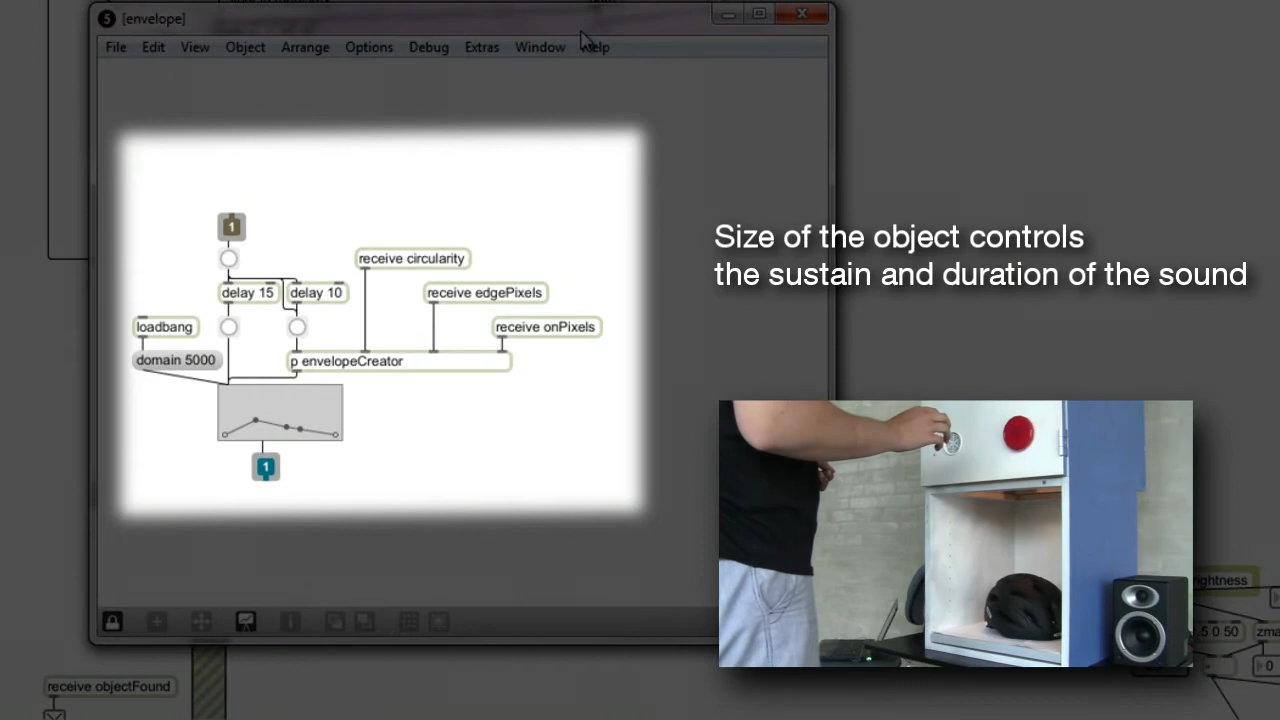 5 [envelope]
File Edit View Object Arrange Options Debug Extras Window Help
1
receive circularity
delay 15 delay 10
receive edgePixels
loadbang
receive onPixels
domain 5000
p envelopeCreator
1
Size of the object controls
the sustain and duration of the sound
receive objectFound
5 0 50
0